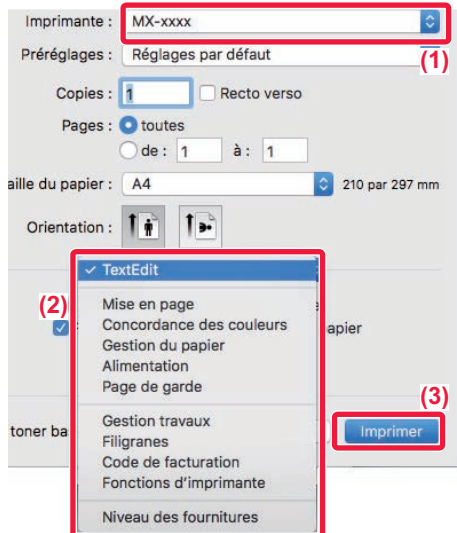 Imprimante : MX-xxxx
(1)
Préréglages : Réglages par défaut
Copies : 1 Recto verso
Pages : toutes
de : 1 à : 1
aille du papier : A4 210 par 297 mm
Orientation :
✓ TextEdit
(2)
Mise en page
Concordance des couleurs
apier
Gestion du papier
Alimentation
Page de garde
(3)
Gestion travaux
toner ba
Imprimer
Filigranes
Code de facturation
Fonctions d'imprimante
Niveau des fournitures